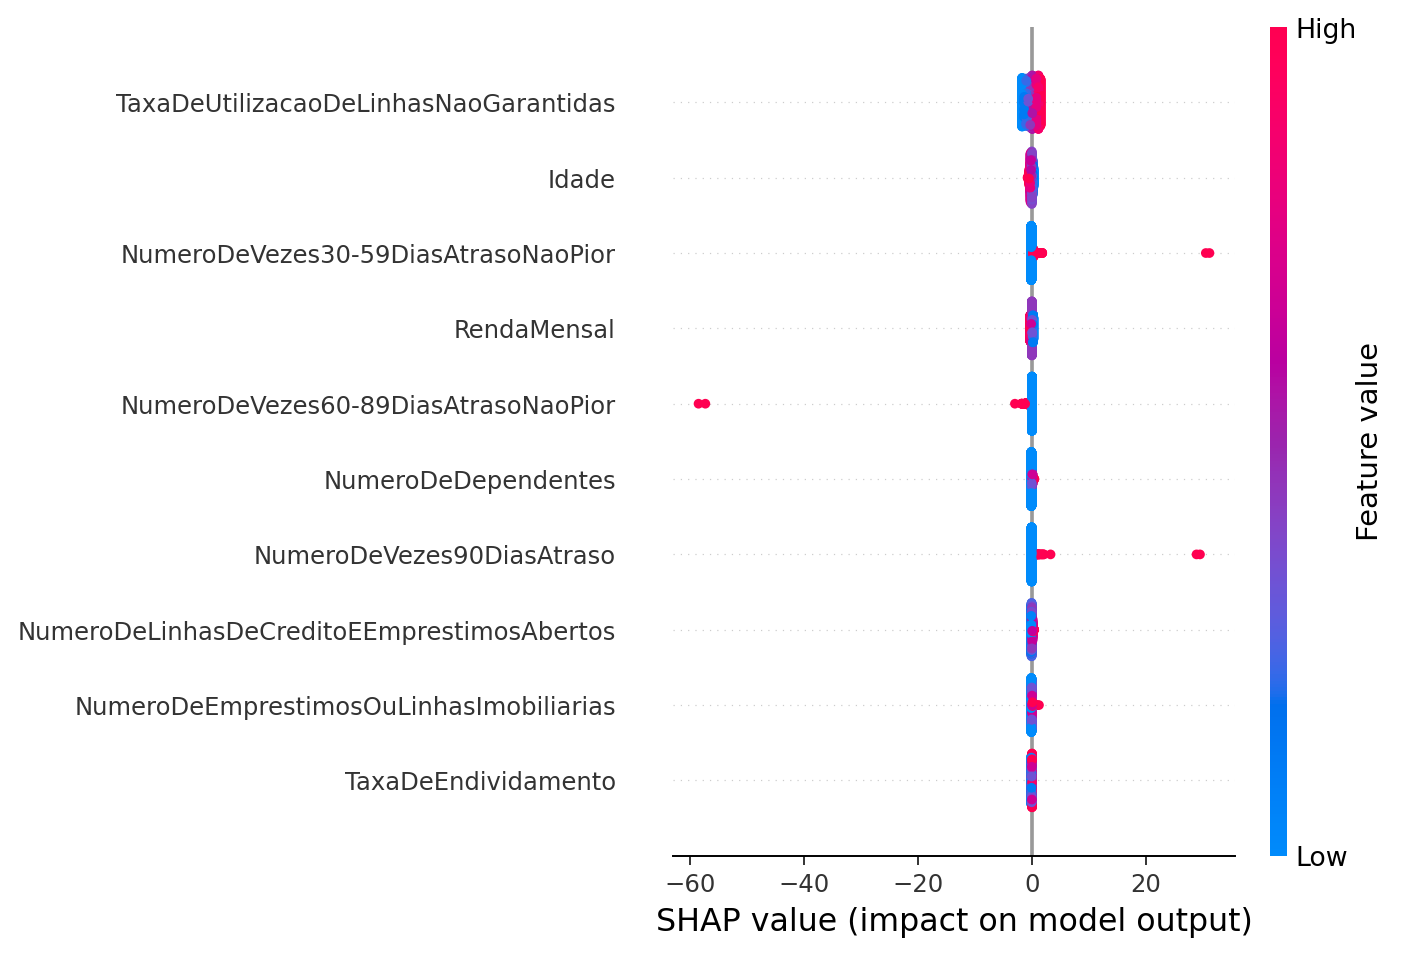 High
TaxaDeUtilizacaoDeLinhasNaoGarantidas
Idade
NumeroDeVezes30-59DiasAtrasoNaoPior
RendaMensal
NumeroDeVezes60-89DiasAtrasoNaoPior
NumeroDeDependentes
NumeroDeVezes90DiasAtraso
NumeroDeLinhasDeCreditoEEmprestimosAbertos
NumeroDeEmprestimosOuLinhasImobiliarias
TaxaDeEndividamento
Feature value
Low
−60 −40 −20 0 20
SHAP value (impact on model output)